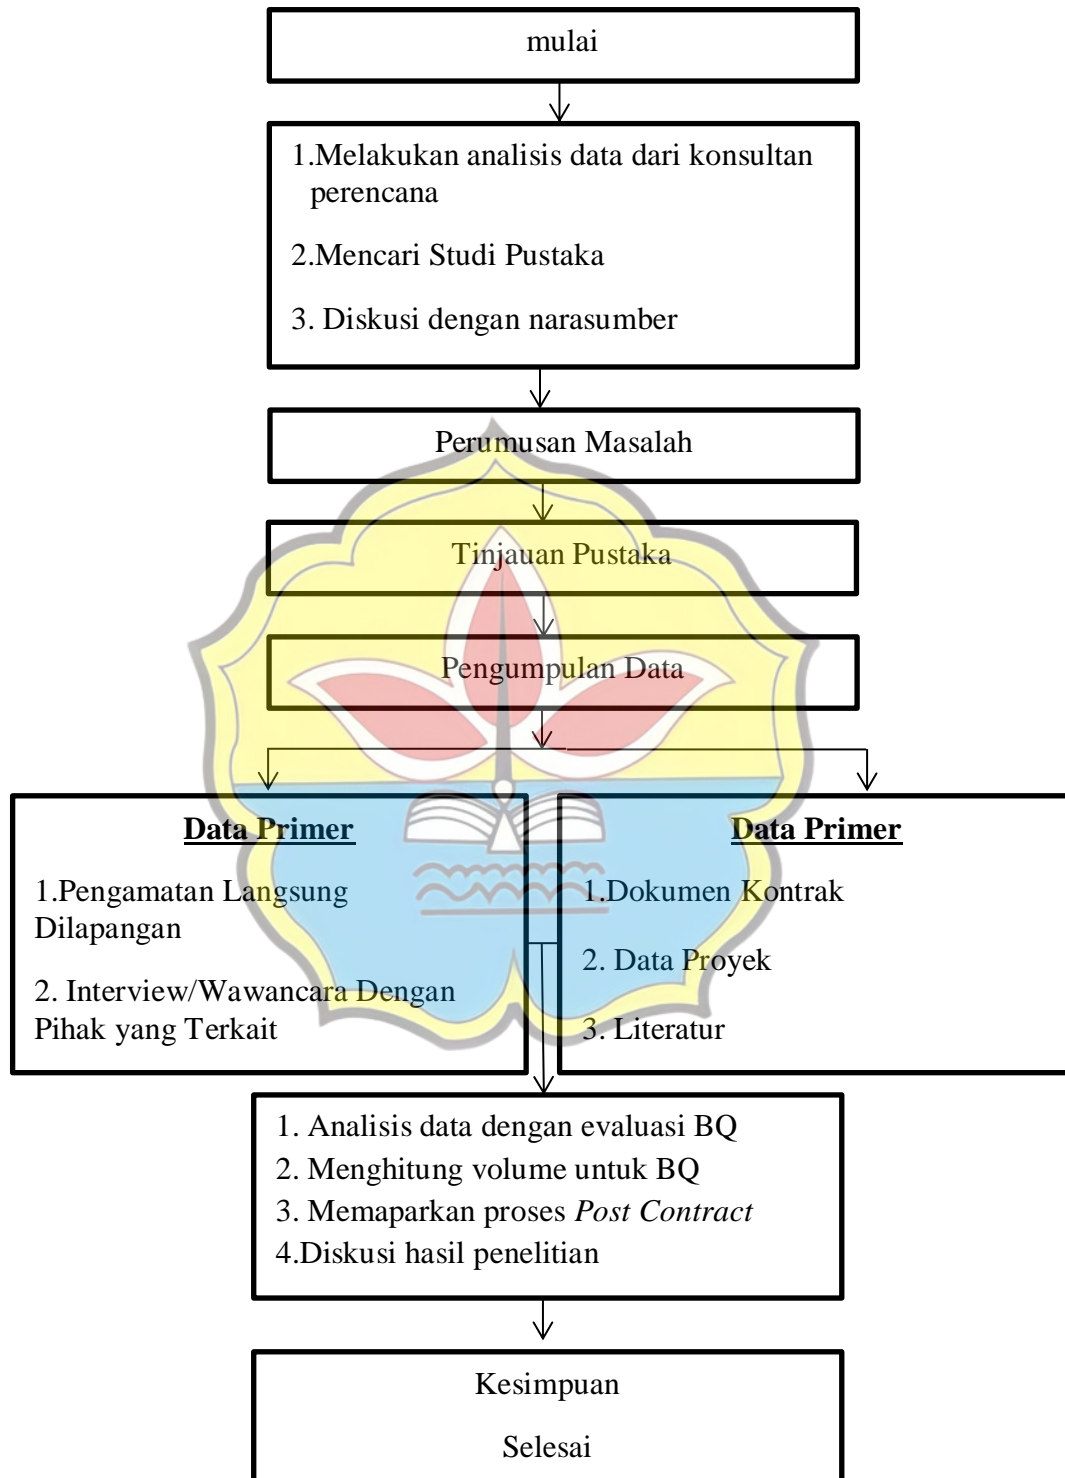 mulai
1.Melakukan analisis data dari konsultan
perencana
2.Mencari Studi Pustaka
3. Diskusi dengan narasumber
Perumusan Masalah
Tinjauan Pustaka
Pengumpulan Data
Data Primer
1.Pengamatan Langsung
Dilapangan
2. Interview/Wawancara Dengan
Pihak yang Terkait
Data Primer
1.Dokumen Kontrak
2. Data Proyek
3. Literatur
1. Analisis data dengan evaluasi BQ
2. Menghitung volume untuk BQ
3. Memaparkan proses Post Contract
4.Diskusi hasil penelitian
Kesimpuan
Selesai